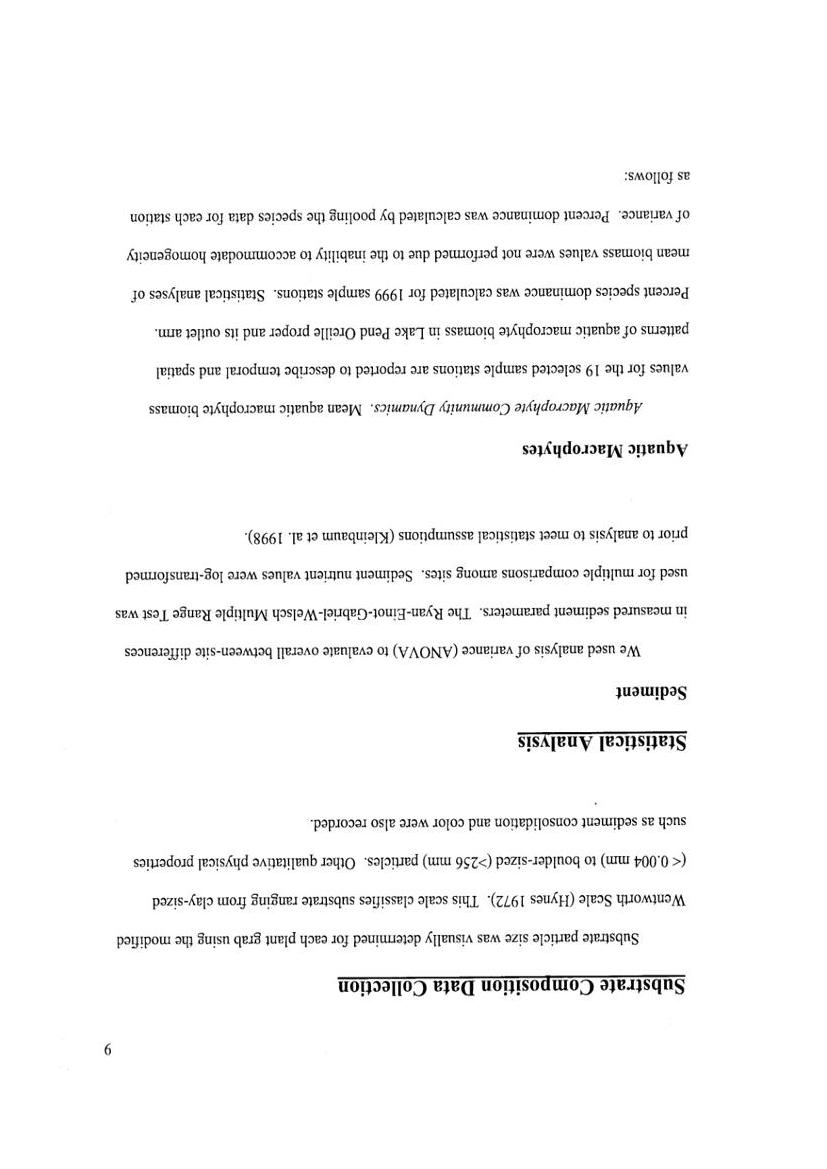 6
Substrate Composition Data Collection
Substrate particle size was visually determined for each plant grab using the modified
Wentworth Scale (Hynes 1972). This scale classifies substrate ranging from clay-sized
(< 0.004 mm) to boulder-sized (>256 mm) particles. Other qualitative physical properties
such as sediment consolidation and color were also recorded.
Statistical Analysis
Sediment
We used analysis of variance (ANOVA) to evaluate overall between-site differences
in measured sediment parameters. The Ryan-Einot-Gabriel-Welsch Multiple Range Test was
used for multiple comparisons among sites. Sediment nutrient values were log-transformed
prior to analysis to meet statistical assumptions (Kleinbaum et al. 1998).
Aquatic Macrophytes
Aquatic Macrophyte Community Dynamics. Mean aquatic macrophyte biomass
values for the 19 selected sample stations are reported to describe temporal and spatial
patterns of aquatic macrophyte biomass in Lake Pend Oreille proper and its outlet arm.
Percent species dominance was calculated for 1999 sample stations. Statistical analyses of
mean biomass values were not performed due to the inability to accommodate homogeneity
of variance. Percent dominance was calculated by pooling the species data for each station
as follows: